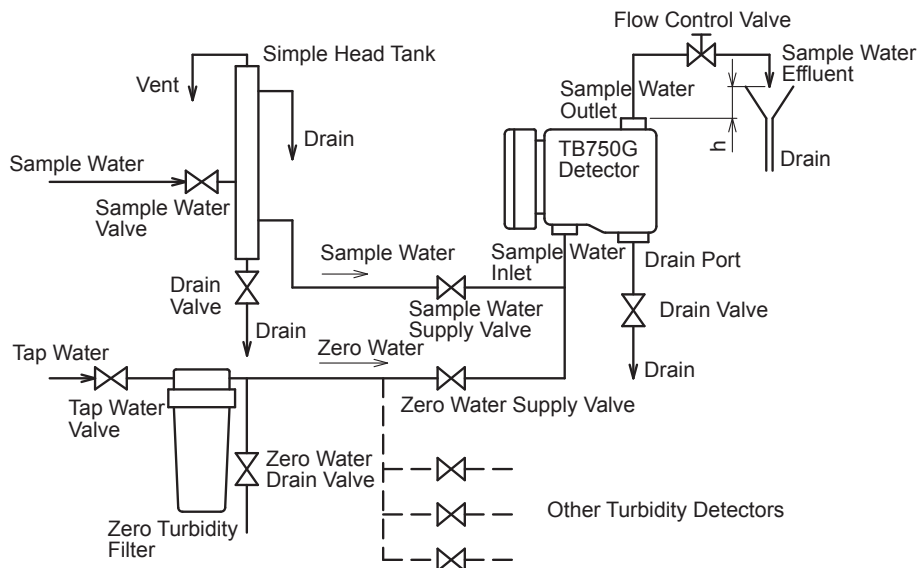 Flow Control Valve
Simple Head Tank
Sample Water
Effluent
Vent
Sample Water
Outlet
Drain
TB750G
Detector
h
Drain
Sample Water
Sample Water
Valve
Sample Water
Sample Water
Inlet
Drain Port
Drain
Valve
Sample Water
Supply Valve
Drain Valve
Drain
Zero Water
Tap Water
Drain
Tap Water
Valve
Zero Water Supply Valve
Zero Water
Drain Valve
Other Turbidity Detectors
Zero Turbidity
Filter